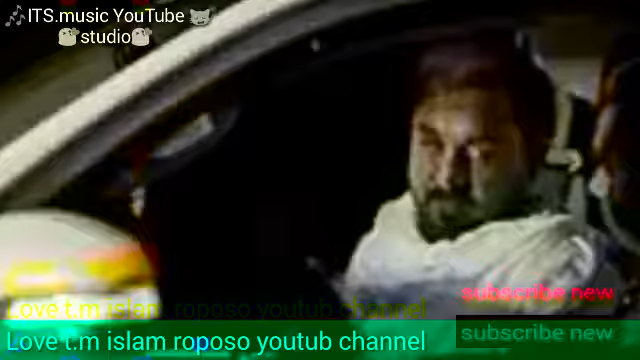 🎶ITS.music YouTube 😺
studio
Love t.m islam roposo youtub channel
subscribe new
Love t.m islam roposo youtub channel
subscribe new